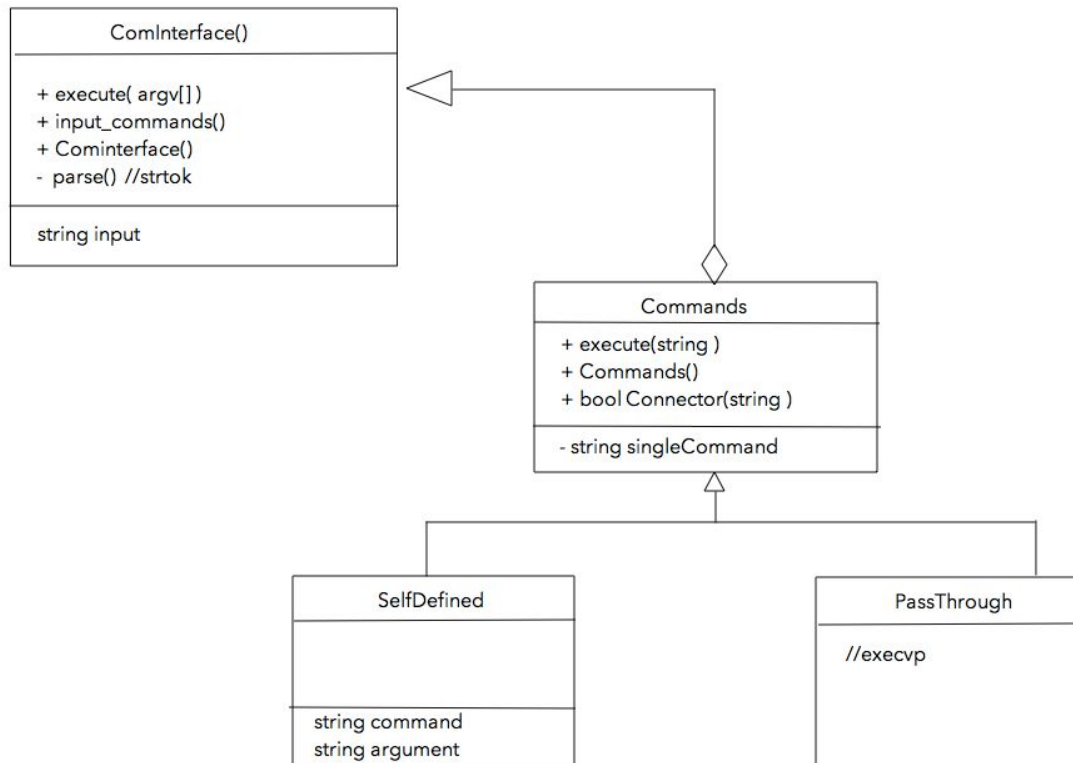 ComInterface()
+ execute( argv[] )
+ input_commands()
+ Cominterface()
- parse() //strtok
string input
Commands
+ execute(string )
+ Commands()
+ bool Connector(string )
- string singleCommand
SelfDefined
string command
string argument
PassThrough
//execvp